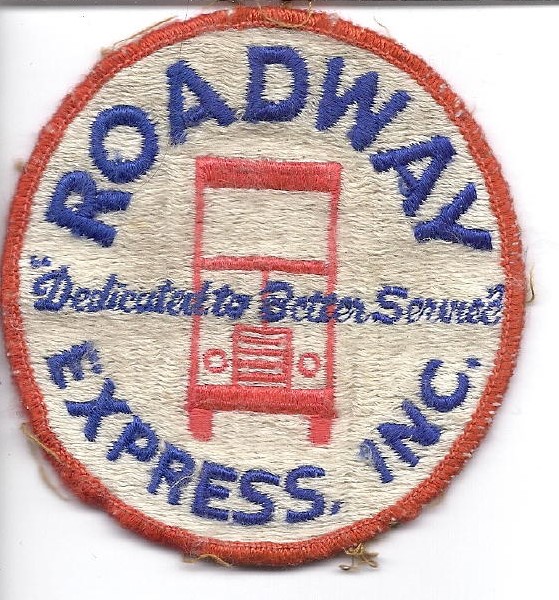 ROADWAY
"Dedicated to Better Service"
EXPRESS, INC.